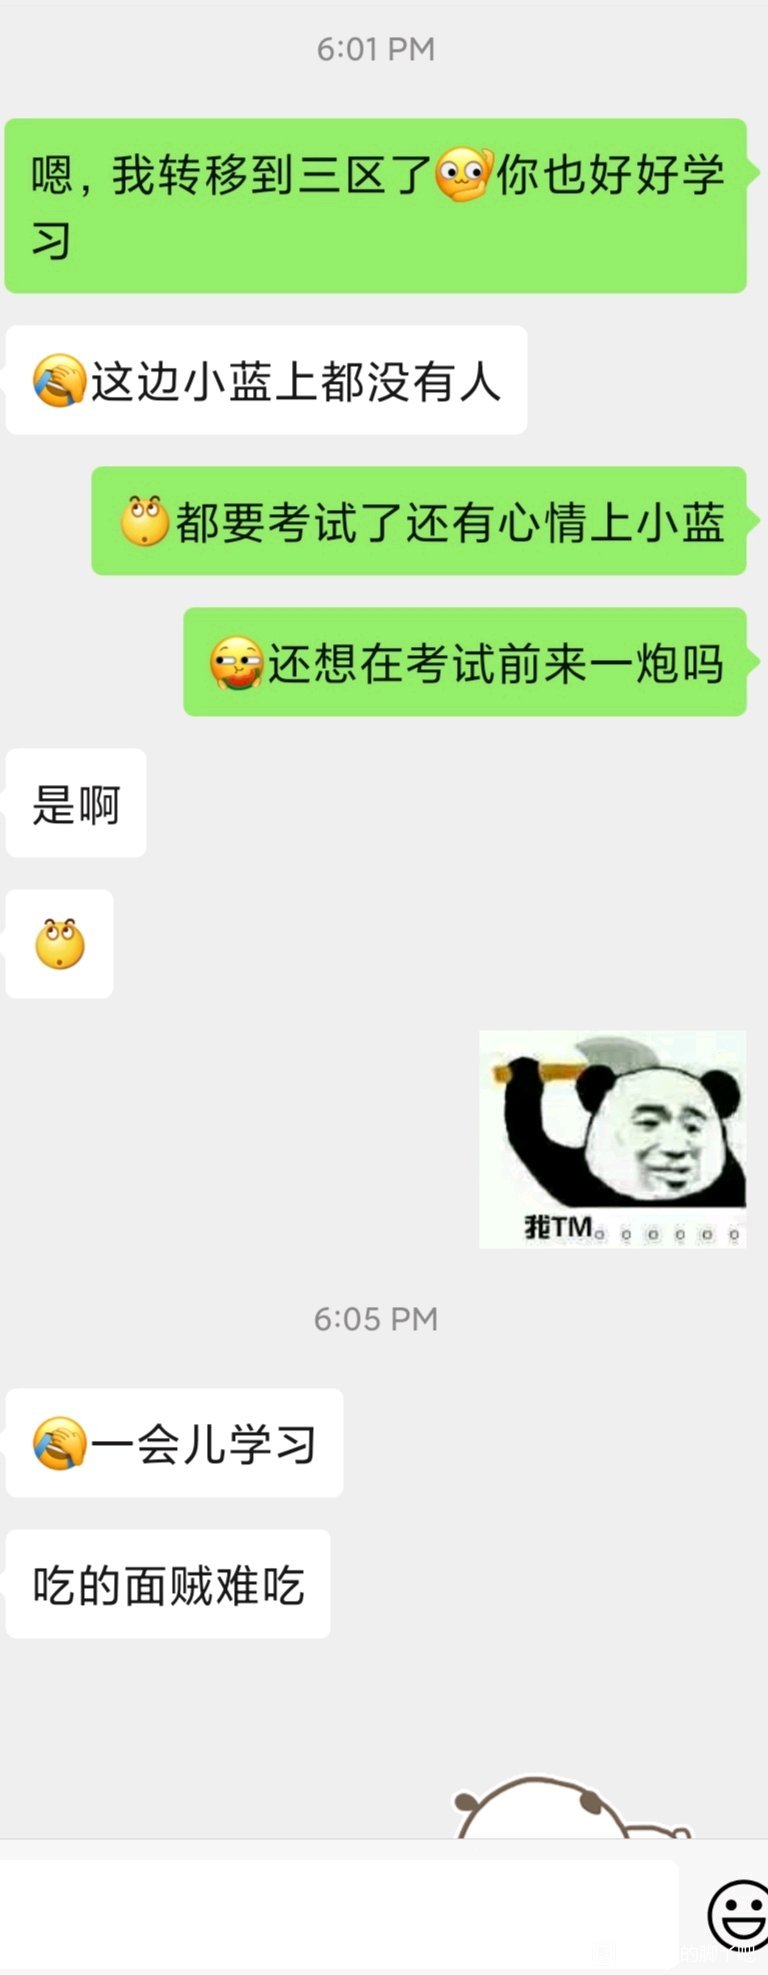 6:01 PM
嗯，我转移到三区了你也好好学
习
这边小蓝上都没有人
都要考试了还有心情上小蓝
还想在考试前来一炮吗
是啊
我TM。。。。。。
6:05 PM
一会儿学习
吃的面贼难吃